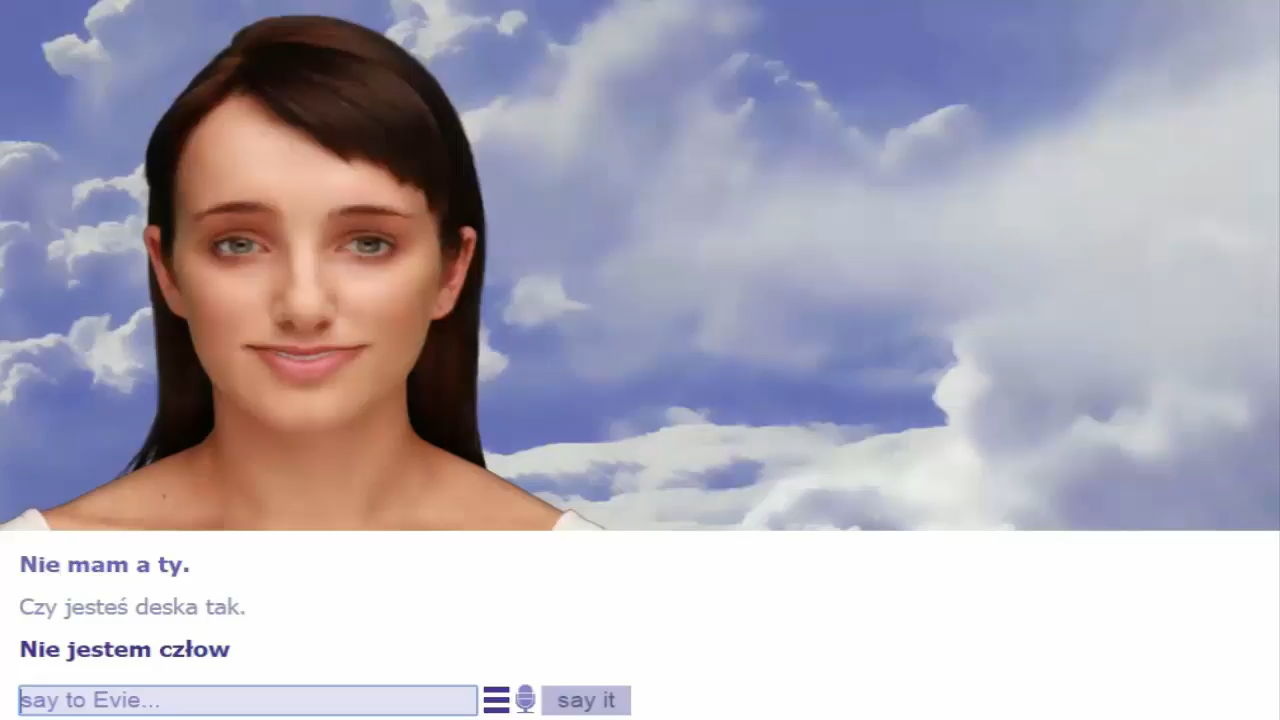 Nie mam a ty.
Czy jesteś deska tak.
Nie jestem człow
say to Evie...
say it